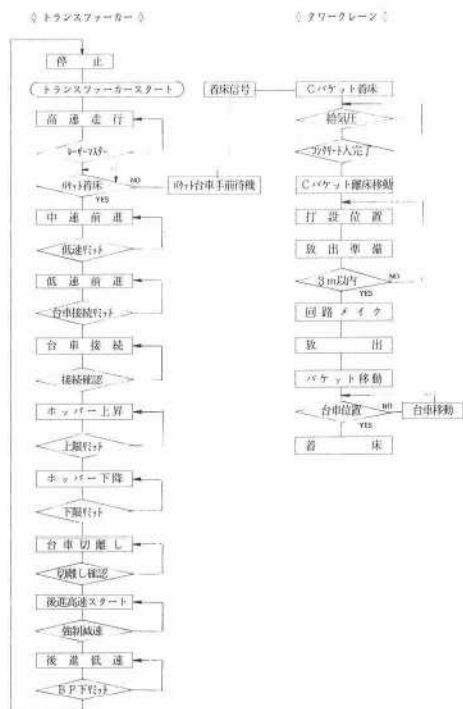 ◇ トランスファーカー ◇
停 止
トランスファーカースタート
高速走行
レーザーマスター
バケット着床
NO
バケット台車手前待機
YES
中速前進
低速リミット
低速前進
台車接続リミット
台車接続
接続確認
ホッパー上昇
上限リミット
ホッパー下降
下限リミット
台車切離し
切離し確認
後進高速スタート
強制減速
後進低速
BP下リミット
◇ タワークレーン ◇
着床信号
Cバケット着床
給気圧
コンクリート入完了
Cバケット離床移動
打設位置
放出準備
3m以内
NO
YES
回路メイク
放 出
バケット移動
台車位置
NO
台車移動
YES
着 床